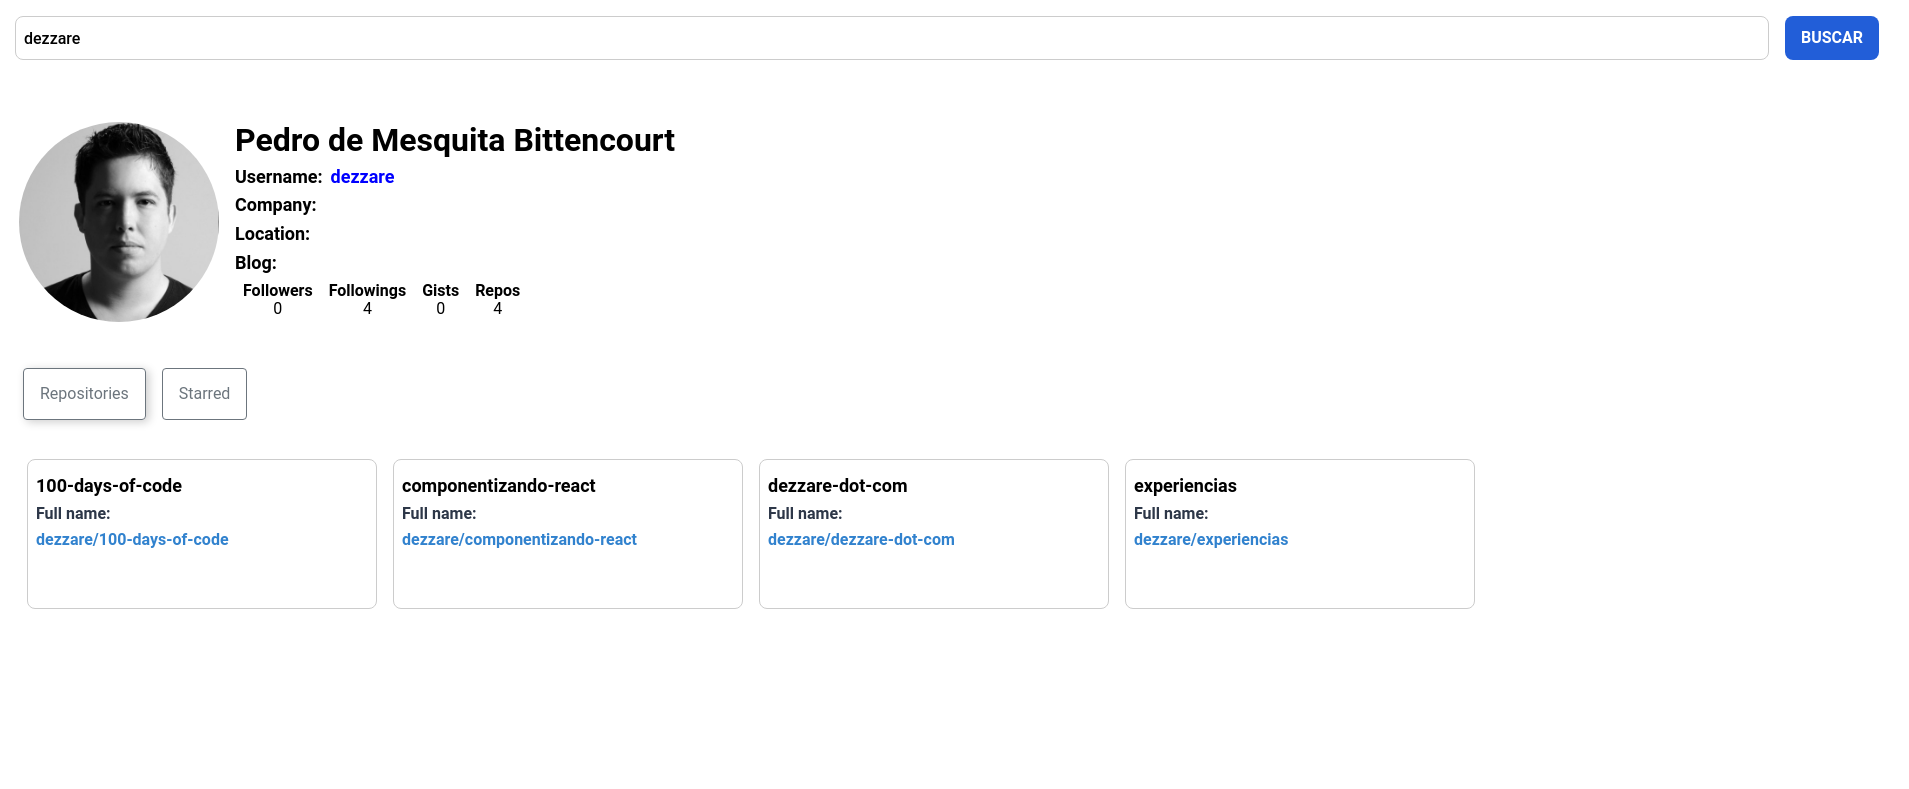 dezzare BUSCAR
Pedro de Mesquita Bittencourt
Username: dezzare
Company:
Location:
Blog:
Followers Followings Gists Repos
0 4 0 4
Repositories Starred
100-days-of-code
Full name:
dezzare/100-days-of-code
componentizando-react
Full name:
dezzare/componentizando-react
dezzare-dot-com
Full name:
dezzare/dezzare-dot-com
experiencias
Full name:
dezzare/experiencias